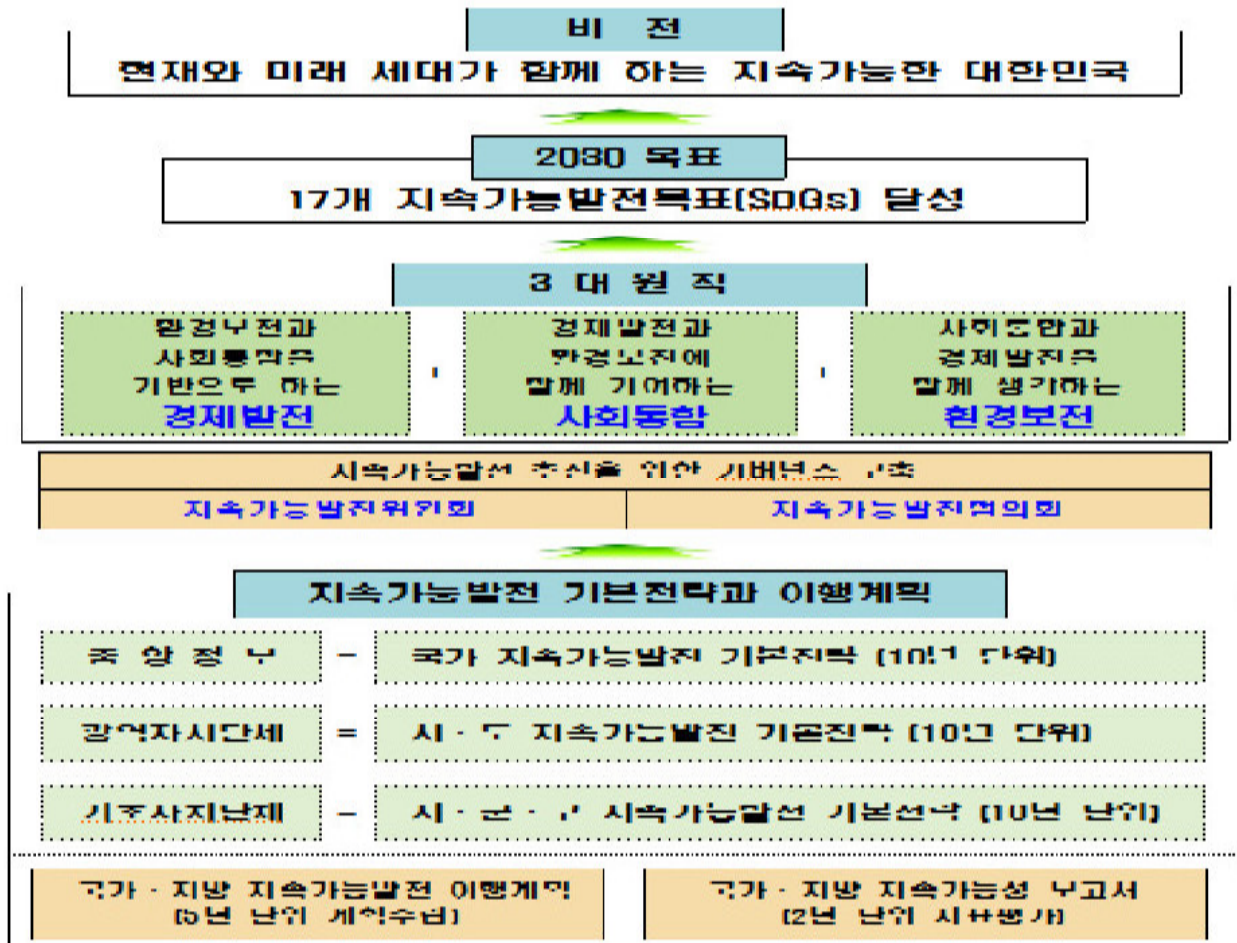 비 전
현재와 미래 세대가 함께 하는 지속가능한 대한민국
2030 목표
17개 지속가능발전목표(SDGs) 달성
3 대 원 칙
환경보전과
사회통합을
기반으로 하는
경제발전
경제발전과
환경보전에
함께 기여하는
사회통합
사회통합과
경제발전을
함께 생각하는
환경보전
지속가능발전 추진을 위한 거버넌스 구축
지속가능발전위원회
지속가능발전협의회
지속가능발전 기본전략과 이행계획
중 앙 정 부 - 국가 지속가능발전 기본전략 (10년 단위)
광역자치단체 = 시·도 지속가능발전 기본전략 (10년 단위)
기초자치단체 - 시·군·구 지속가능발전 기본전략 (10년 단위)
국가·지방 지속가능발전 이행계획
(5년 단위 계획수립)
국가·지방 지속가능성 보고서
(2년 단위 지표평가)